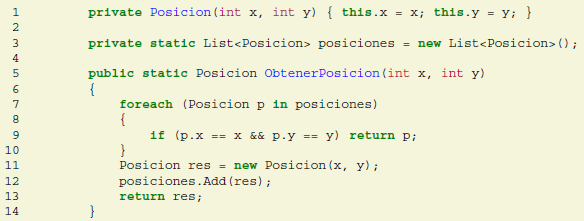 1 private Posicion(int x, int y) { this.x = x; this.y = y; }
2
3 private static List<Posicion> posiciones = new List<Posicion>();
4
5 public static Posicion ObtenerPosicion(int x, int y)
6 {
7 foreach (Posicion p in posiciones)
8 {
9 if (p.x == x && p.y == y) return p;
10 }
11 Posicion res = new Posicion(x, y);
12 posiciones.Add(res);
13 return res;
14 }